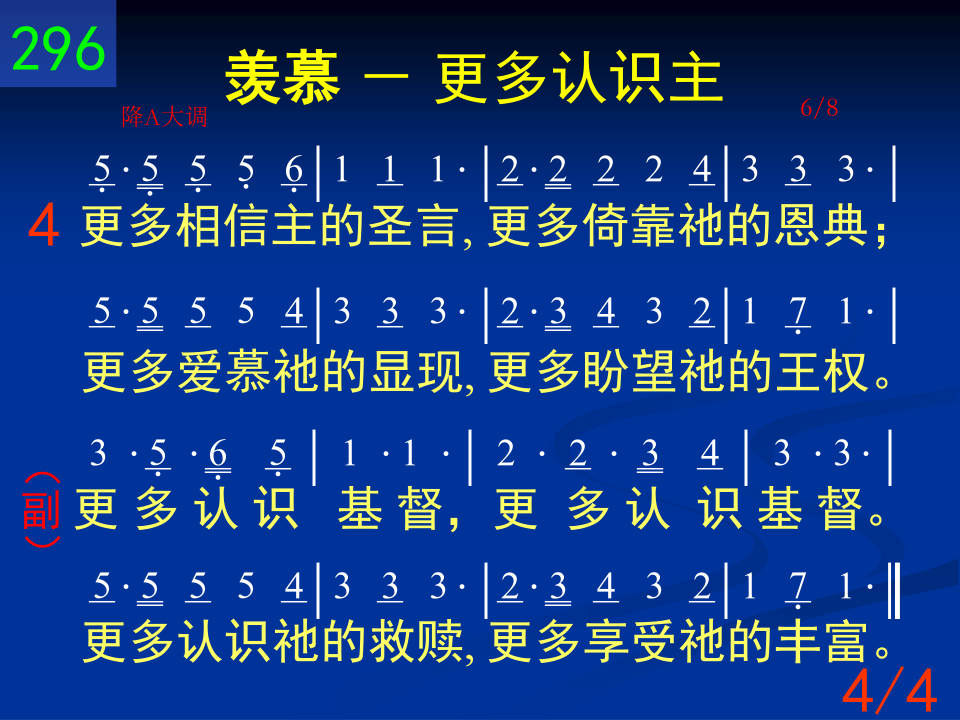 296
羡慕 － 更多认识主
降A大调
6/8
5·5 5 5 6|1 1 1·|2·2 2 2 4|3 3 3·|
4 更多相信主的圣言, 更多倚靠祂的恩典;
5·5 5 5 4|3 3 3·|2·3 4 3 2|1 7 1·|
更多爱慕祂的显现, 更多盼望祂的王权。
3 ·5 ·6 5| 1 ·1 ·| 2 · 2 · 3 4| 3 ·3·|
（副） 更 多 认 识 基 督, 更 多 认 识 基 督。
5·5 5 5 4|3 3 3·|2·3 4 3 2|1 7 1·‖
更多认识祂的救赎, 更多享受祂的丰富。
4/4